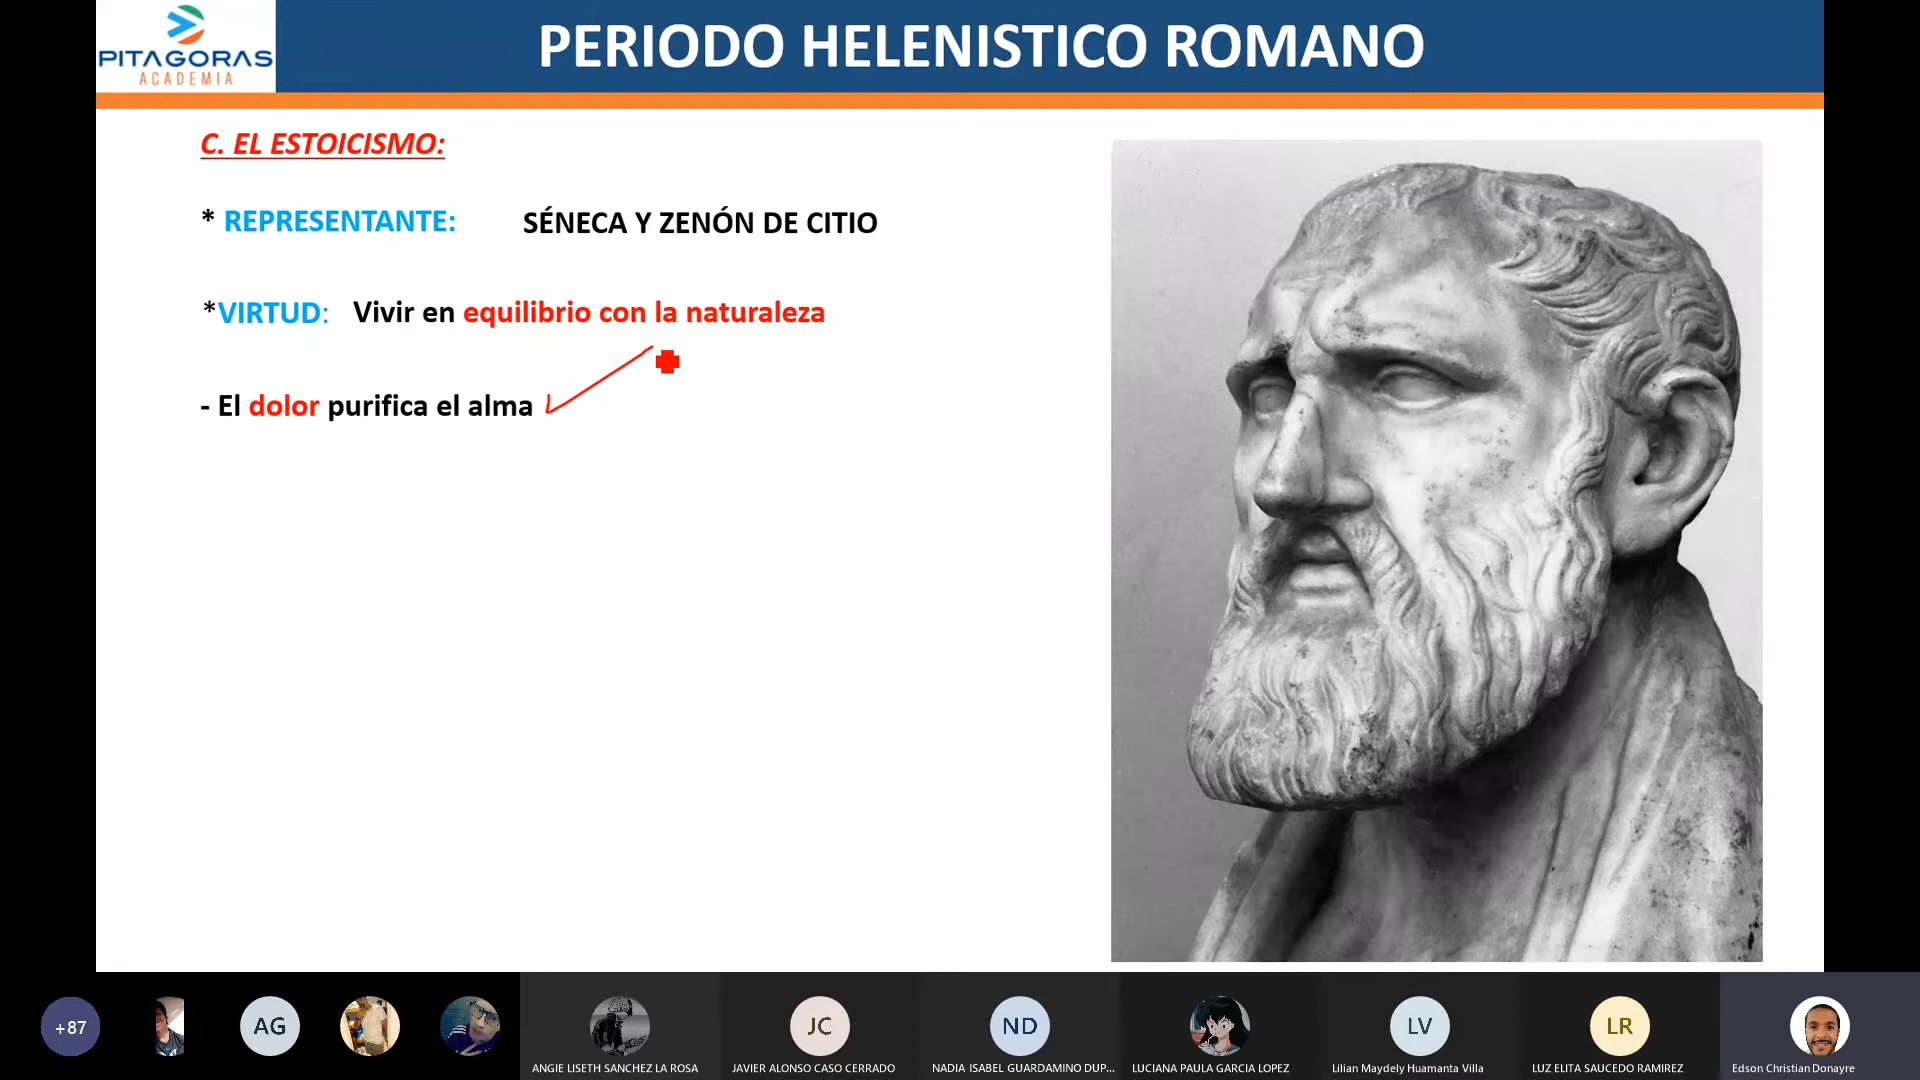 PITAGORAS
ACADEMIA
PERIODO HELENISTICO ROMANO
C. EL ESTOICISMO:
* REPRESENTANTE: SÉNECA Y ZENÓN DE CITIO
*VIRTUD: Vivir en equilibrio con la naturaleza
- El dolor purifica el alma
+87
AG
JC
ND
LV
LR
ANGIE LISETH SANCHEZ LA ROSA
JAVIER ALONSO CASO CERRADO
NADIA ISABEL GUARDAMINO DUP...
LUCIANA PAULA GARCIA LOPEZ
Lilian Maydely Huamanta Villa
LUZ ELITA SAUCEDO RAMIREZ
Edson Christian Donayre